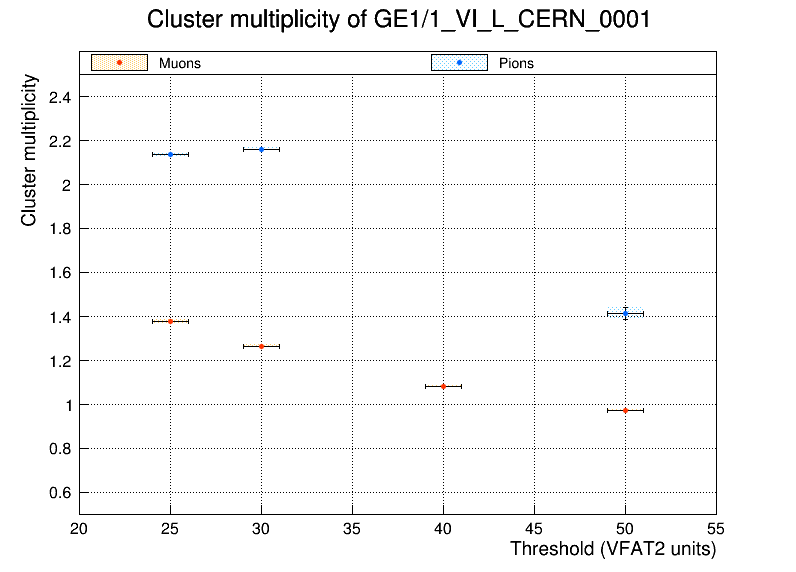 Cluster multiplicity of GE1/1_VI_L_CERN_0001
Muons
Pions
Cluster multiplicity
2.4
2.2
2
1.8
1.6
1.4
1.2
1
0.8
0.6
20 25 30 35 40 45 50 55
Threshold (VFAT2 units)